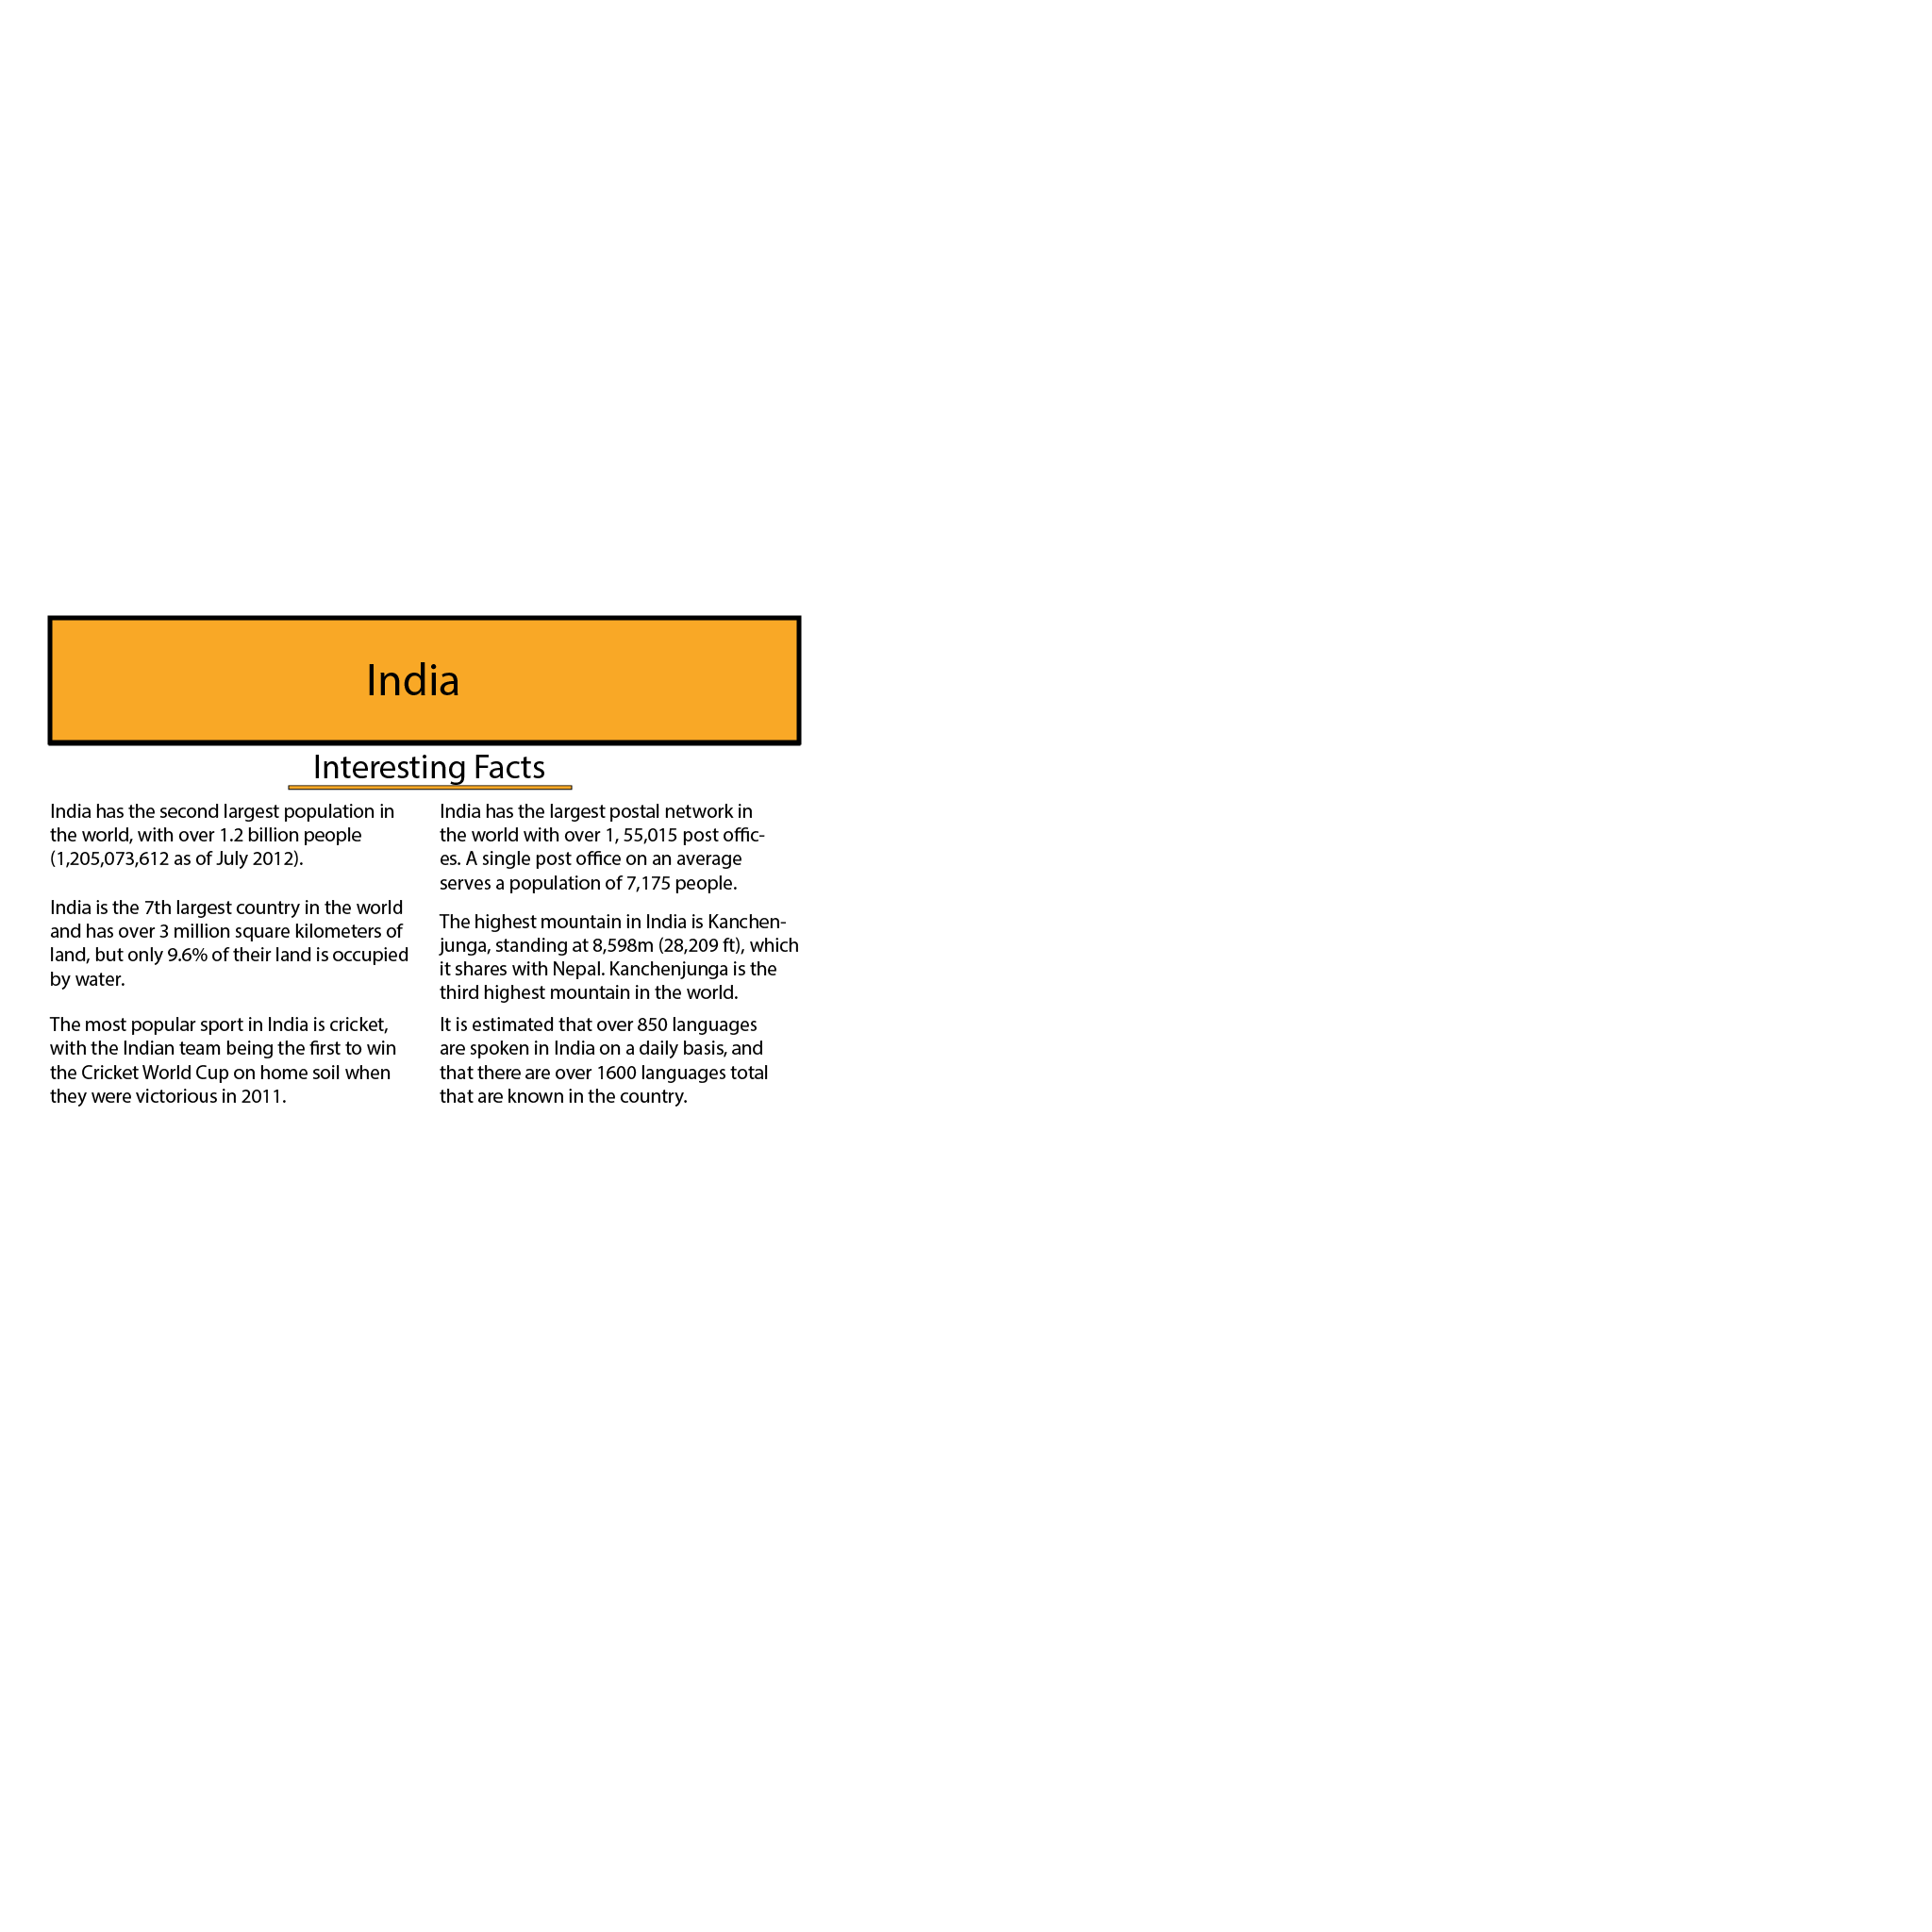 India
Interesting Facts
India has the second largest population in
the world, with over 1.2 billion people
(1,205,073,612 as of July 2012).
India is the 7th largest country in the world
and has over 3 million square kilometers of
land, but only 9.6% of their land is occupied
by water.
The most popular sport in India is cricket,
with the Indian team being the first to win
the Cricket World Cup on home soil when
they were victorious in 2011.
India has the largest postal network in
the world with over 1, 55,015 post offic-
es. A single post office on an average
serves a population of 7,175 people.
The highest mountain in India is Kanchen-
junga, standing at 8,598m (28,209 ft), which
it shares with Nepal. Kanchenjunga is the
third highest mountain in the world.
It is estimated that over 850 languages
are spoken in India on a daily basis, and
that there are over 1600 languages total
that are known in the country.